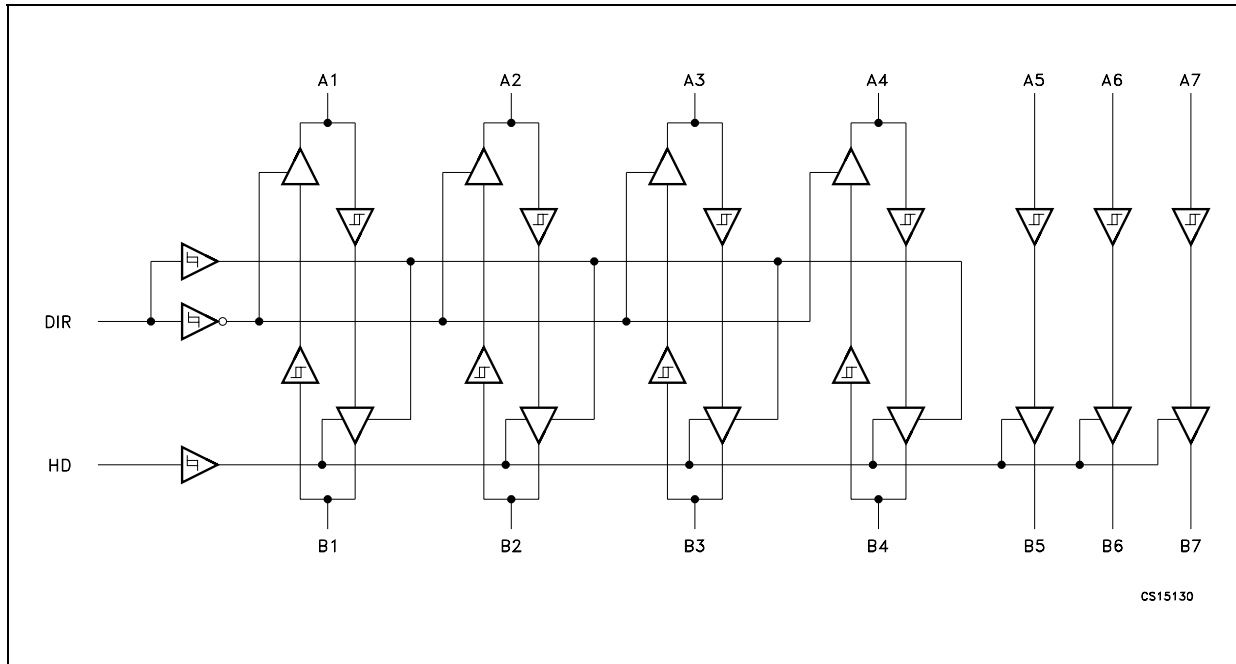 A1 A2 A3 A4 A5 A6 A7
DIR
HD
B1 B2 B3 B4 B5 B6 B7
CS15130